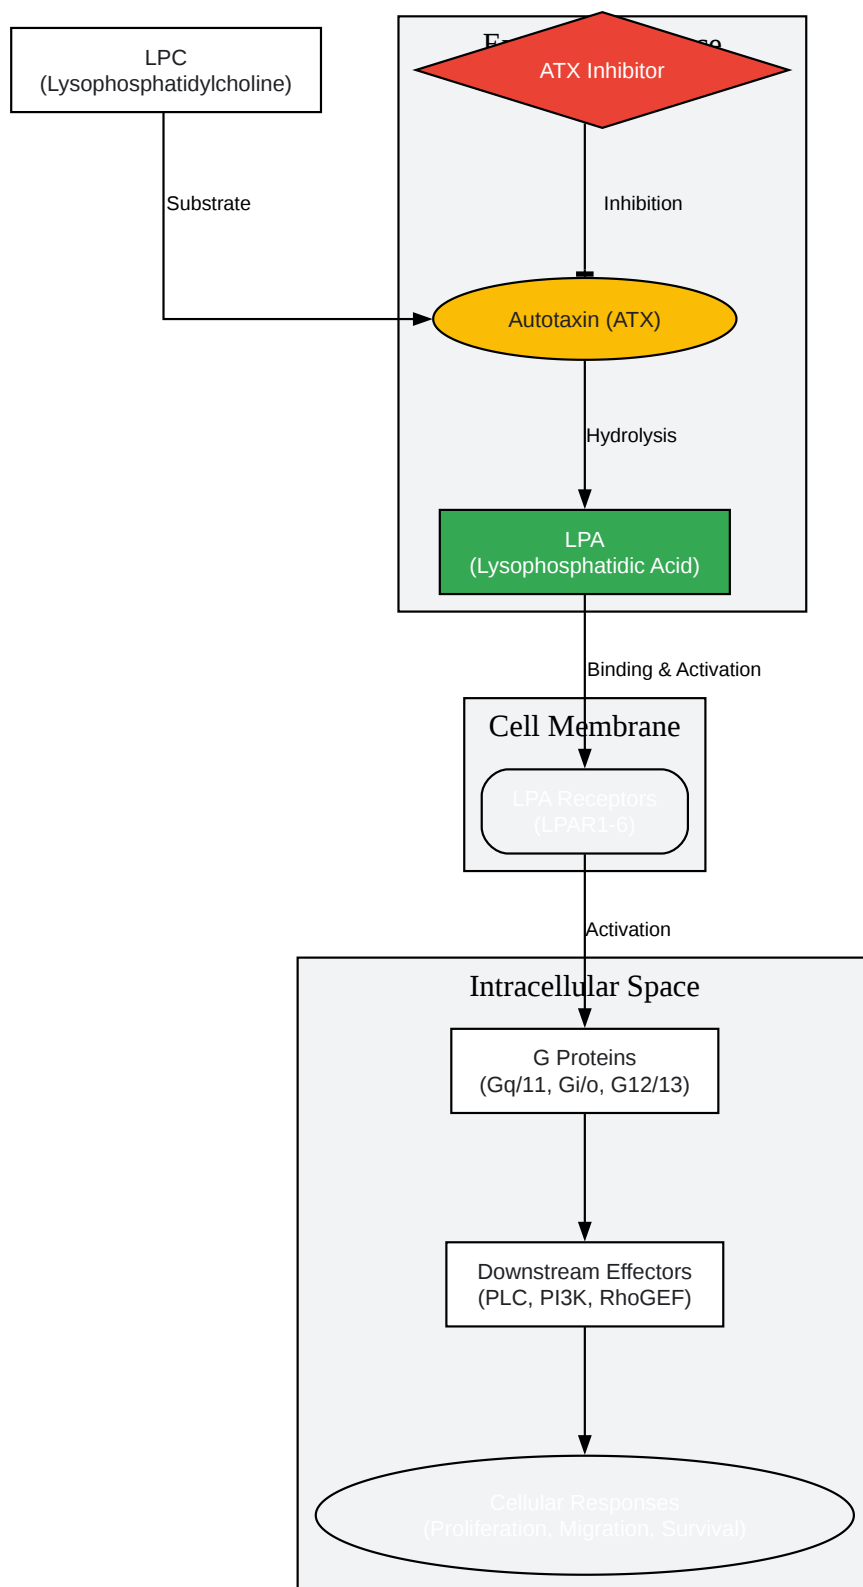 LPC
(Lysophosphatidylcholine)
ATX Inhibitor
Substrate
Inhibition
Autotaxin (ATX)
Hydrolysis
LPA
(Lysophosphatidic Acid)
Binding & Activation
Cell Membrane
LPA Receptors
(LPAR1-6)
Activation
Intracellular Space
G Proteins
(Gq/11, Gi/o, G12/13)
Downstream Effectors
(PLC, PI3K, RhoGEF)
Cellular Responses
(Proliferation, Migration, Survival)